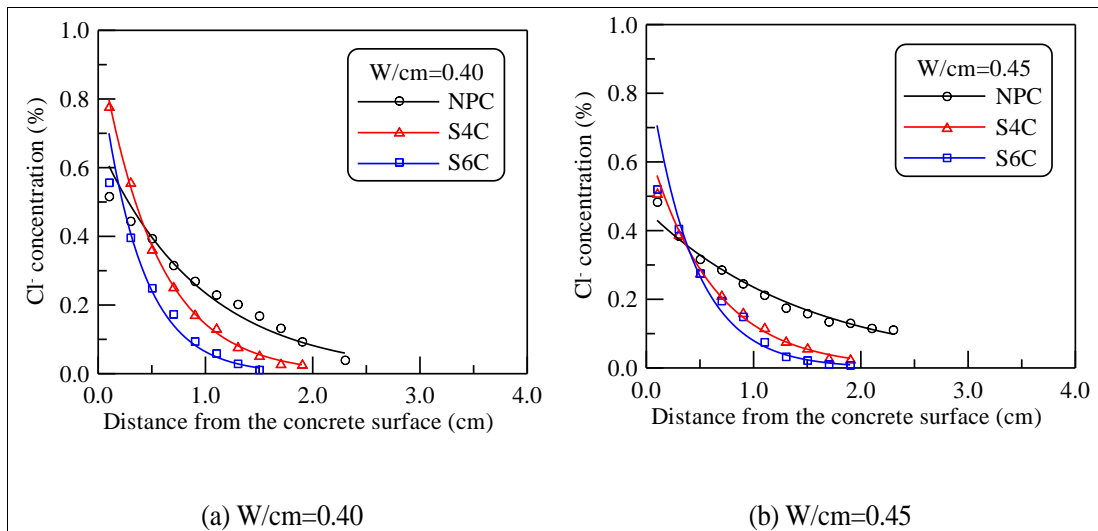 1.0
0.8
0.6
0.4
0.2
0.0
Cl⁻ concentration (%)
W/cm=0.40
NPC
S4C
S6C
0.0 1.0 2.0 3.0 4.0
Distance from the concrete surface (cm)
(a) W/cm=0.40
1.0
0.8
0.6
0.4
0.2
0.0
Cl⁻ concentration (%)
W/cm=0.45
NPC
S4C
S6C
0.0 1.0 2.0 3.0 4.0
Distance from the concrete surface (cm)
(b) W/cm=0.45